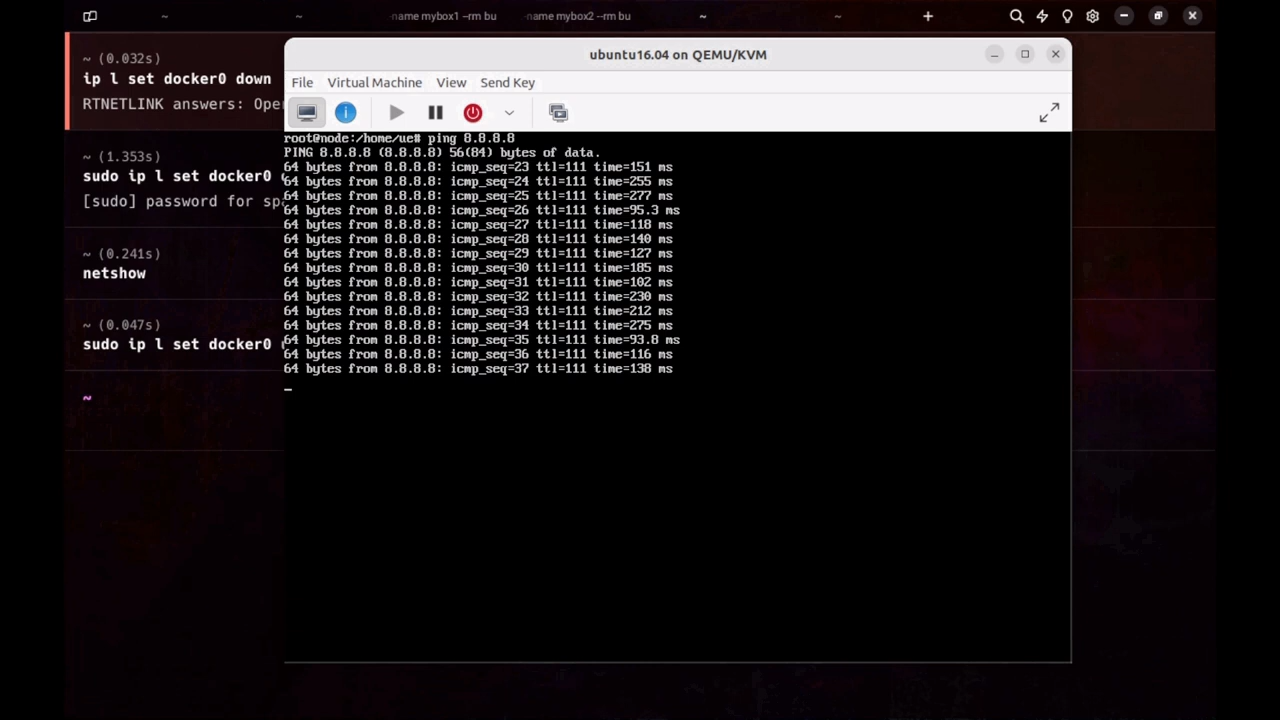 ~
~
-name mybox1 --rm bu
-name mybox2 --rm bu
~
~
ubuntu16.04 on QEMU/KVM
File Virtual Machine View Send Key
~ (0.032s)
ip l set docker0 down
RTNETLINK answers: Ope
~ (1.353s)
sudo ip l set docker0
[sudo] password for sp
~ (0.241s)
netshow
~ (0.047s)
sudo ip l set docker0
~
root@node:/home/ue# ping 8.8.8.8
PING 8.8.8.8 (8.8.8.8) 56(84) bytes of data.
64 bytes from 8.8.8.8: icmp_seq=23 ttl=111 time=151 ms
64 bytes from 8.8.8.8: icmp_seq=24 ttl=111 time=255 ms
64 bytes from 8.8.8.8: icmp_seq=25 ttl=111 time=277 ms
64 bytes from 8.8.8.8: icmp_seq=26 ttl=111 time=95.3 ms
64 bytes from 8.8.8.8: icmp_seq=27 ttl=111 time=118 ms
64 bytes from 8.8.8.8: icmp_seq=28 ttl=111 time=140 ms
64 bytes from 8.8.8.8: icmp_seq=29 ttl=111 time=127 ms
64 bytes from 8.8.8.8: icmp_seq=30 ttl=111 time=185 ms
64 bytes from 8.8.8.8: icmp_seq=31 ttl=111 time=102 ms
64 bytes from 8.8.8.8: icmp_seq=32 ttl=111 time=230 ms
64 bytes from 8.8.8.8: icmp_seq=33 ttl=111 time=212 ms
64 bytes from 8.8.8.8: icmp_seq=34 ttl=111 time=275 ms
64 bytes from 8.8.8.8: icmp_seq=35 ttl=111 time=93.8 ms
64 bytes from 8.8.8.8: icmp_seq=36 ttl=111 time=116 ms
64 bytes from 8.8.8.8: icmp_seq=37 ttl=111 time=138 ms